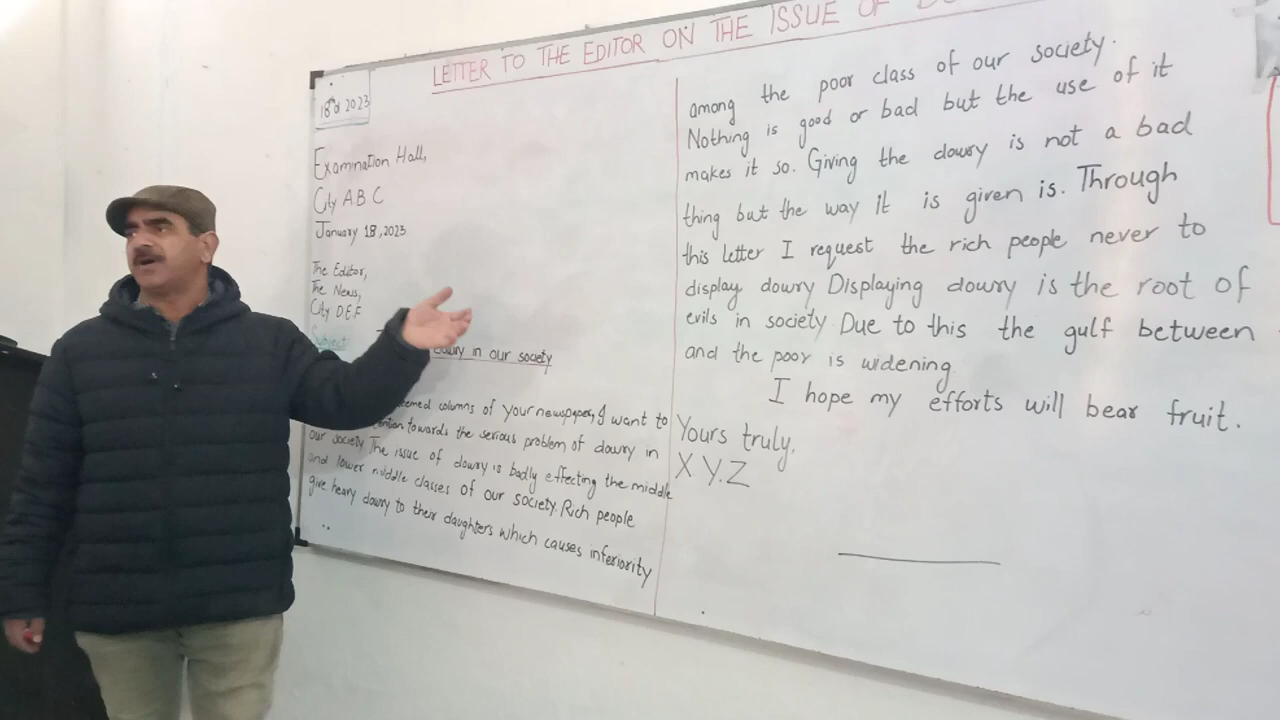 LETTER TO THE EDITOR ON THE ISSUE OF
18th 2023
Examination Hall,
City A B C
January 18, 2023
The Editor,
The News,
City D.E.F
Subject:
dowry in our society
columns of your newspaper, I want to
towards the serious problem of dowry in
our society. The issue of dowry is badly effecting the middle
and lower middle classes of our society. Rich people
give heavy dowry to their daughters which causes inferiority
among the poor class of our society.
Nothing is good or bad but the use of it
makes it so. Giving the dowry is not a bad
thing but the way it is given is. Through
this letter I request the rich people never to
display dowry Displaying dowry is the root of
evils in society. Due to this the gulf between
and the poor is widening.
I hope my efforts will bear fruit.
Yours truly,
X Y.Z